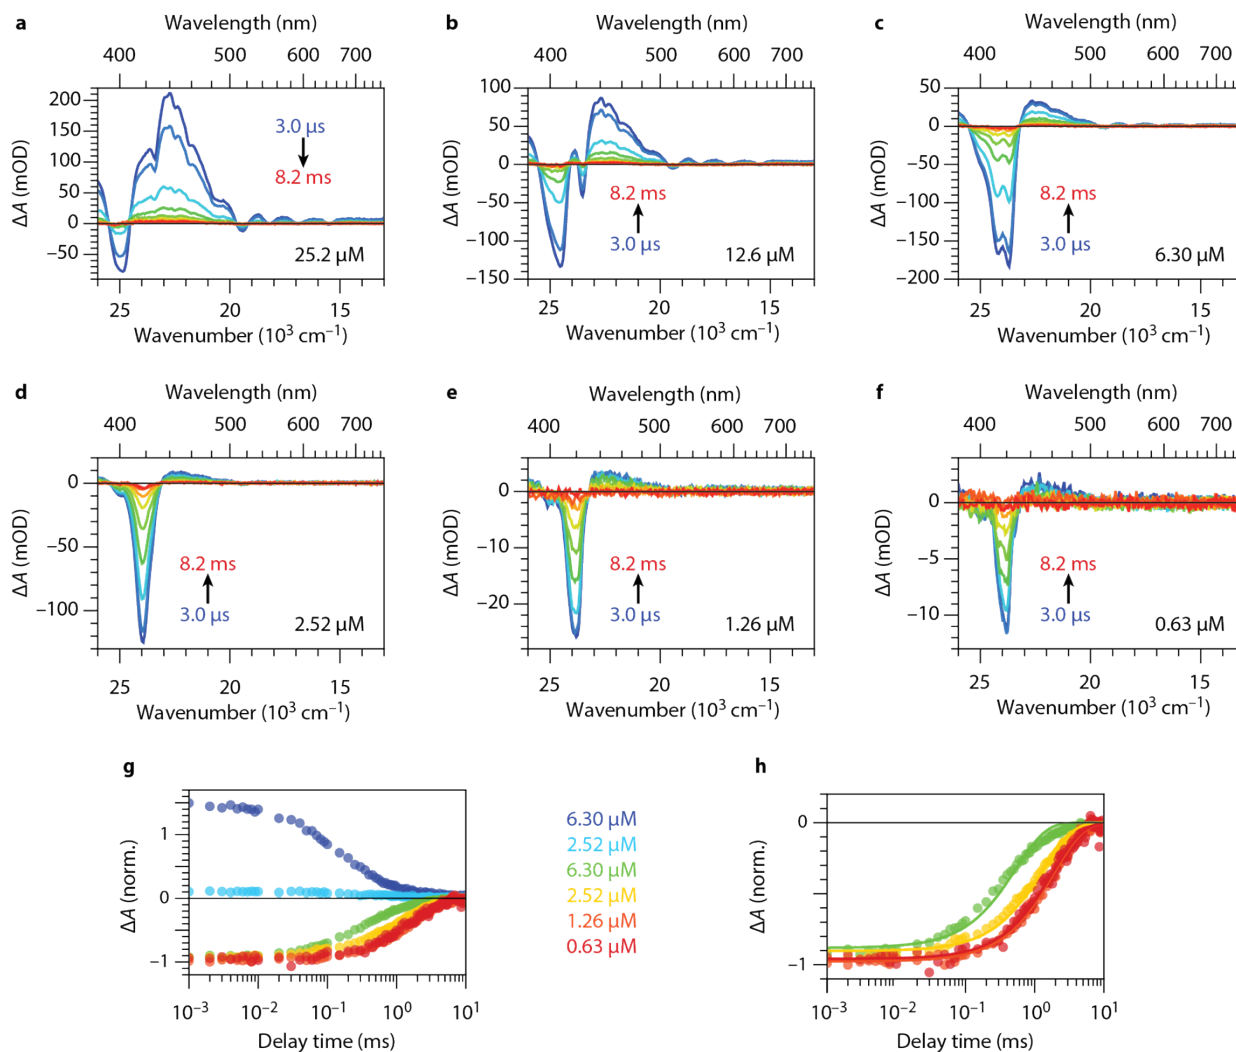 a
Wavelength (nm)
400 500 600 700
200
150
100
50
0
−50
ΔA (mOD)
3.0 μs
8.2 ms
25.2 μM
25 20 15
Wavenumber (10³ cm⁻¹)
b
Wavelength (nm)
400 500 600 700
100
50
0
−50
−100
−150
ΔA (mOD)
8.2 ms
3.0 μs
12.6 μM
25 20 15
Wavenumber (10³ cm⁻¹)
c
Wavelength (nm)
400 500 600 700
50
0
−50
−100
−150
−200
ΔA (mOD)
8.2 ms
3.0 μs
6.30 μM
25 20 15
Wavenumber (10³ cm⁻¹)
d
Wavelength (nm)
400 500 600 700
0
−50
−100
ΔA (mOD)
8.2 ms
3.0 μs
2.52 μM
25 20 15
Wavenumber (10³ cm⁻¹)
e
Wavelength (nm)
400 500 600 700
0
−10
−20
ΔA (mOD)
8.2 ms
3.0 μs
1.26 μM
25 20 15
Wavenumber (10³ cm⁻¹)
f
Wavelength (nm)
400 500 600 700
0
−5
−10
ΔA (mOD)
8.2 ms
3.0 μs
0.63 μM
25 20 15
Wavenumber (10³ cm⁻¹)
g
1
0
−1
ΔA (norm.)
10⁻³ 10⁻² 10⁻¹ 10⁰ 10¹
Delay time (ms)
6.30 μM
2.52 μM
6.30 μM
2.52 μM
1.26 μM
0.63 μM
h
0
−1
ΔA (norm.)
10⁻³ 10⁻² 10⁻¹ 10⁰ 10¹
Delay time (ms)